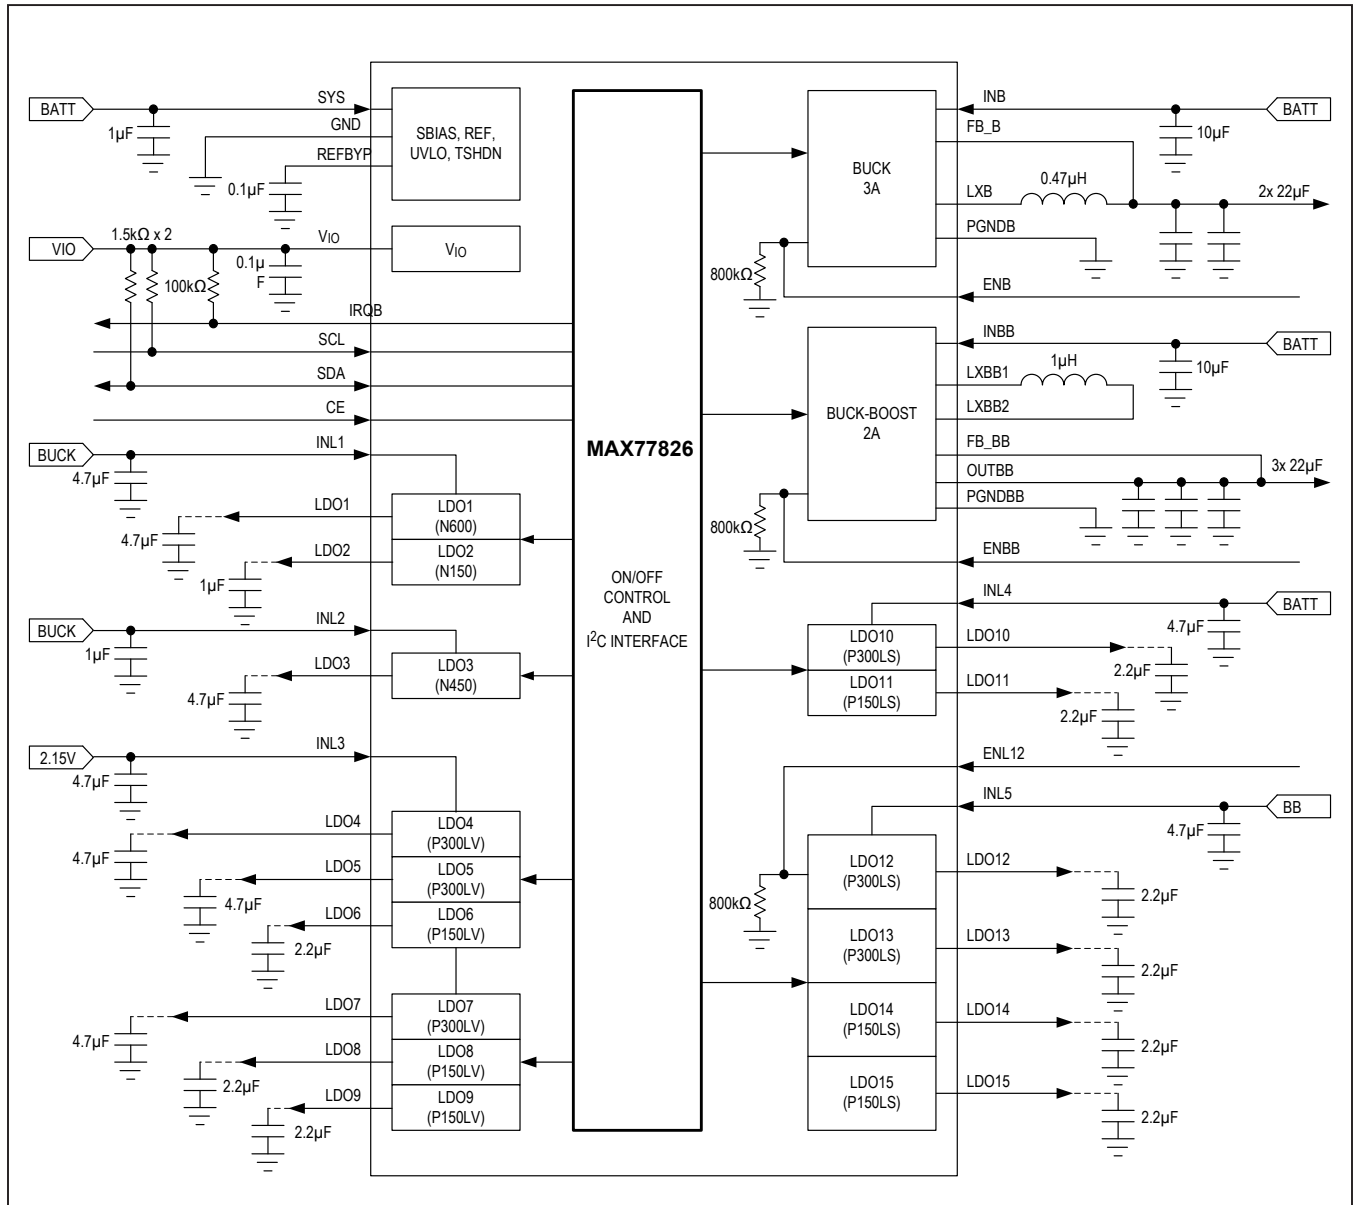 BATT
SYS
1µF
GND
REFBYP
0.1µF
SBIAS, REF,
UVLO, TSHDN
VIO
1.5kΩ x 2
VIO
0.1µ
F
VIO
100kΩ
IRQB
SCL
SDA
CE
BUCK
INL1
4.7µF
LDO1
4.7µF
LDO1
(N600)
LDO2
1µF
LDO2
(N150)
BUCK
INL2
1µF
LDO3
4.7µF
LDO3
(N450)
2.15V
INL3
4.7µF
LDO4
4.7µF
LDO4
(P300LV)
LDO5
4.7µF
LDO5
(P300LV)
LDO6
2.2µF
LDO6
(P150LV)
LDO7
4.7µF
LDO7
(P300LV)
LDO8
2.2µF
LDO8
(P150LV)
LDO9
2.2µF
LDO9
(P150LV)
MAX77826
ON/OFF
CONTROL
AND
I2C INTERFACE
BUCK
3A
INB
BATT
10µF
FB_B
LXB
0.47µH
2x 22µF
PGNDB
800kΩ
ENB
BUCK-BOOST
2A
INBB
BATT
10µF
LXBB1
1µH
LXBB2
FB_BB
OUTBB
3x 22µF
PGNDBB
800kΩ
ENBB
INL4
BATT
4.7µF
LDO10
(P300LS)
LDO10
2.2µF
LDO11
(P150LS)
LDO11
2.2µF
ENL12
INL5
BB
4.7µF
800kΩ
LDO12
(P300LS)
LDO12
2.2µF
LDO13
(P300LS)
LDO13
2.2µF
LDO14
(P150LS)
LDO14
2.2µF
LDO15
(P150LS)
LDO15
2.2µF